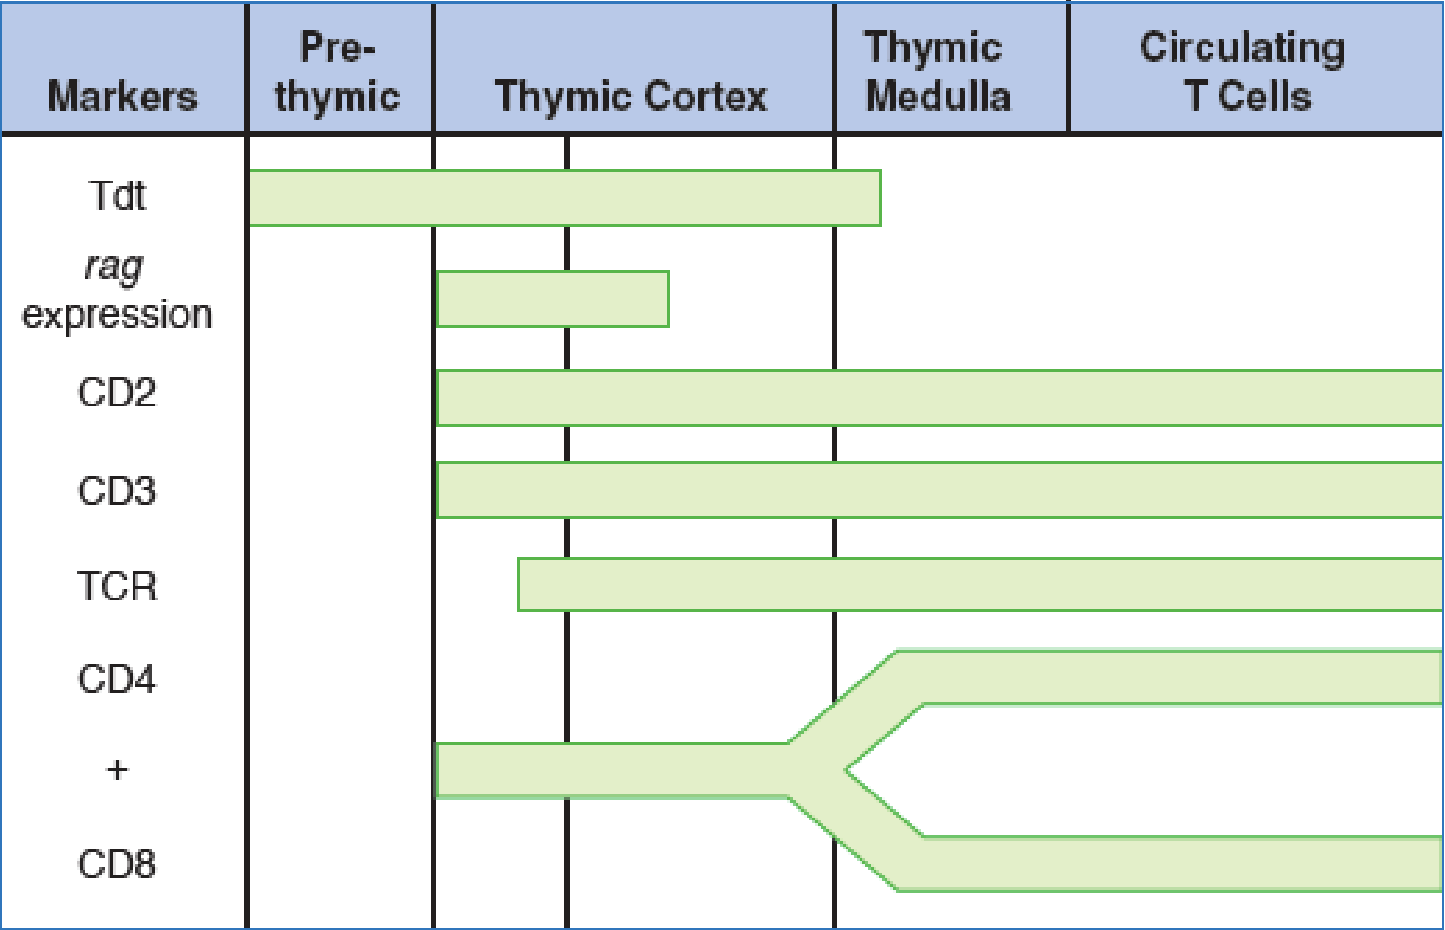 Markers
Pre-
thymic
Thymic Cortex
Thymic
Medulla
Circulating
T Cells
Tdt
rag
expression
CD2
CD3
TCR
CD4
+
CD8